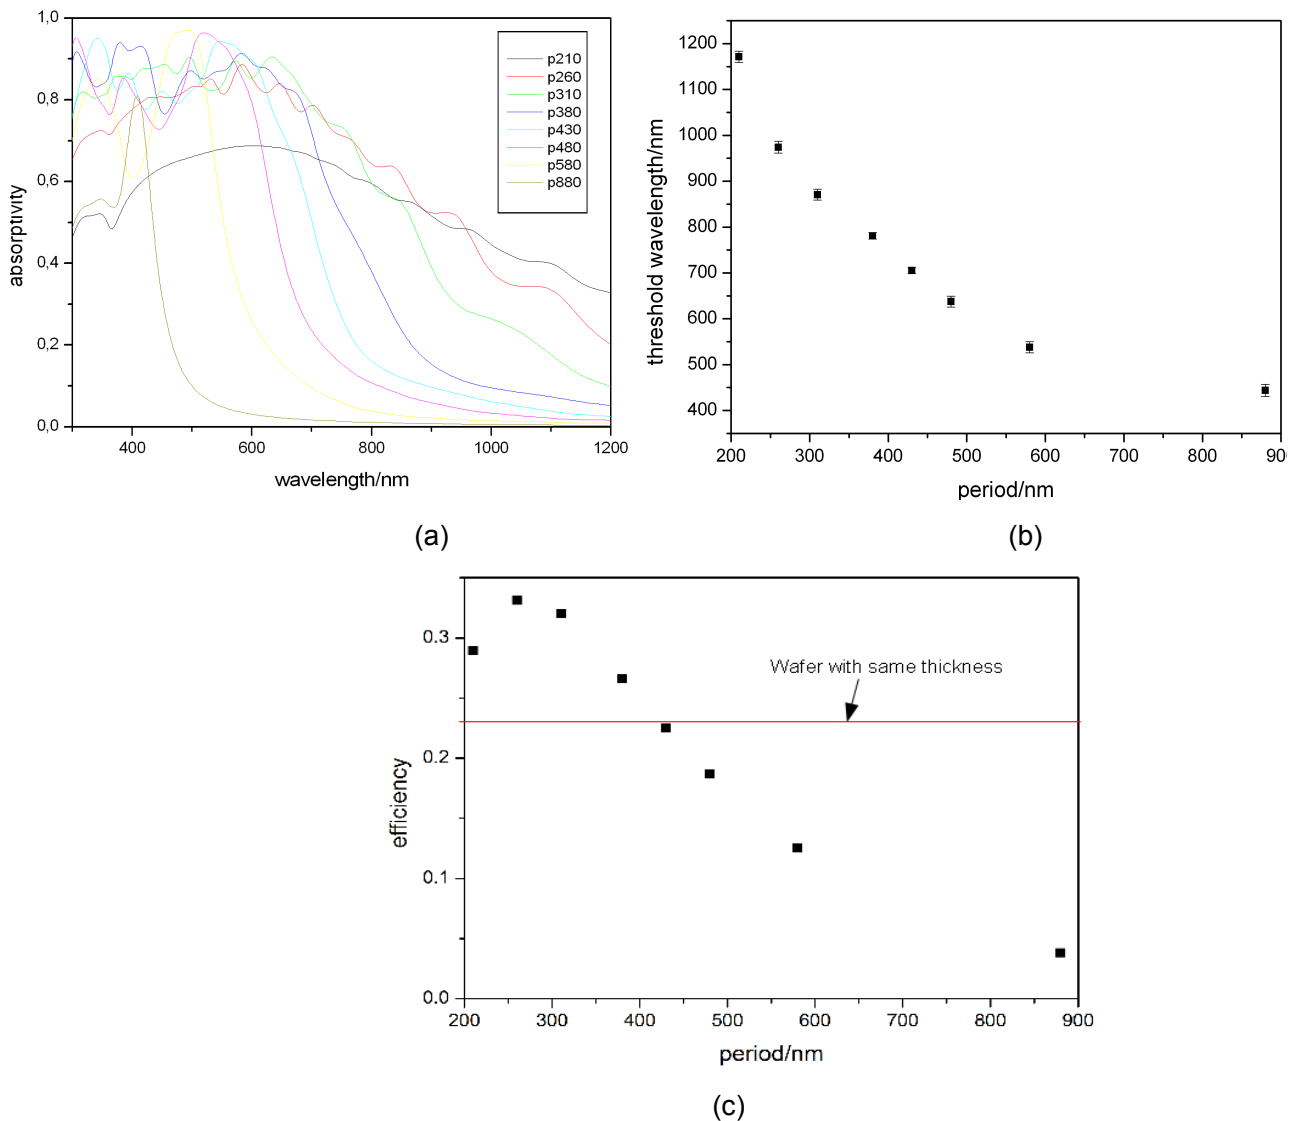 1,0
0,8
0,6
0,4
0,2
0,0
absorptivity
400
600
800
1000
1200
wavelength/nm
p210
p260
p310
p380
p430
p480
p580
p880
(a)
1200
1100
1000
900
800
700
600
500
400
threshold wavelength/nm
200
300
400
500
600
700
800
90
period/nm
(b)
0.3
0.2
0.1
0.0
efficiency
Wafer with same thickness
200
300
400
500
600
700
800
900
period/nm
(c)